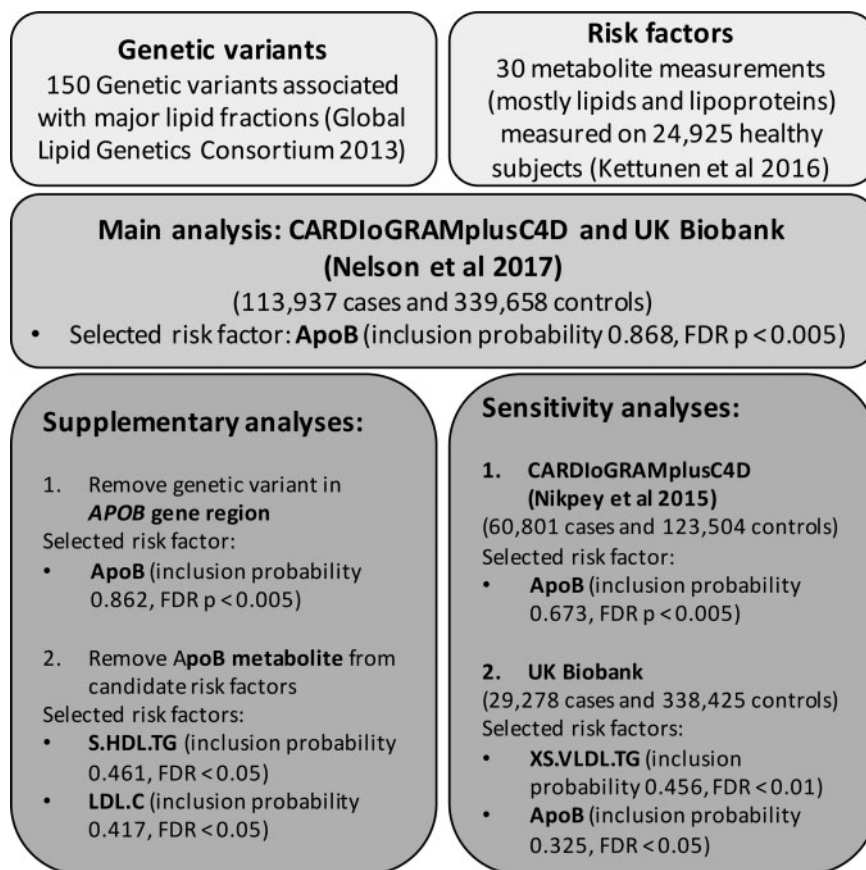 Genetic variants
150 Genetic variants associated
with major lipid fractions (Global
Lipid Genetics Consortium 2013)
Risk factors
30 metabolite measurements
(mostly lipids and lipoproteins)
measured on 24,925 healthy
subjects (Kettunen et al 2016)
Main analysis: CARDIoGRAMplusC4D and UK Biobank
(Nelson et al 2017)
(113,937 cases and 339,658 controls)
• Selected risk factor: ApoB (inclusion probability 0.868, FDR p < 0.005)
Supplementary analyses:
1. Remove genetic variant in
APOB gene region
Selected risk factor:
• ApoB (inclusion probability
0.862, FDR p < 0.005)
2. Remove ApoB metabolite from
candidate risk factors
Selected risk factors:
• S.HDL.TG (inclusion probability
0.461, FDR < 0.05)
• LDL.C (inclusion probability
0.417, FDR < 0.05)
Sensitivity analyses:
1. CARDIoGRAMplusC4D
(Nikpey et al 2015)
(60,801 cases and 123,504 controls)
Selected risk factor:
• ApoB (inclusion probability
0.673, FDR p < 0.005)
2. UK Biobank
(29,278 cases and 338,425 controls)
Selected risk factors:
• XS.VLDL.TG (inclusion
probability 0.456, FDR < 0.01)
• ApoB (inclusion probability
0.325, FDR < 0.05)